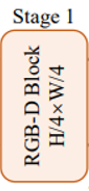 Stage 1
RGB-D Block
H/4×W/4